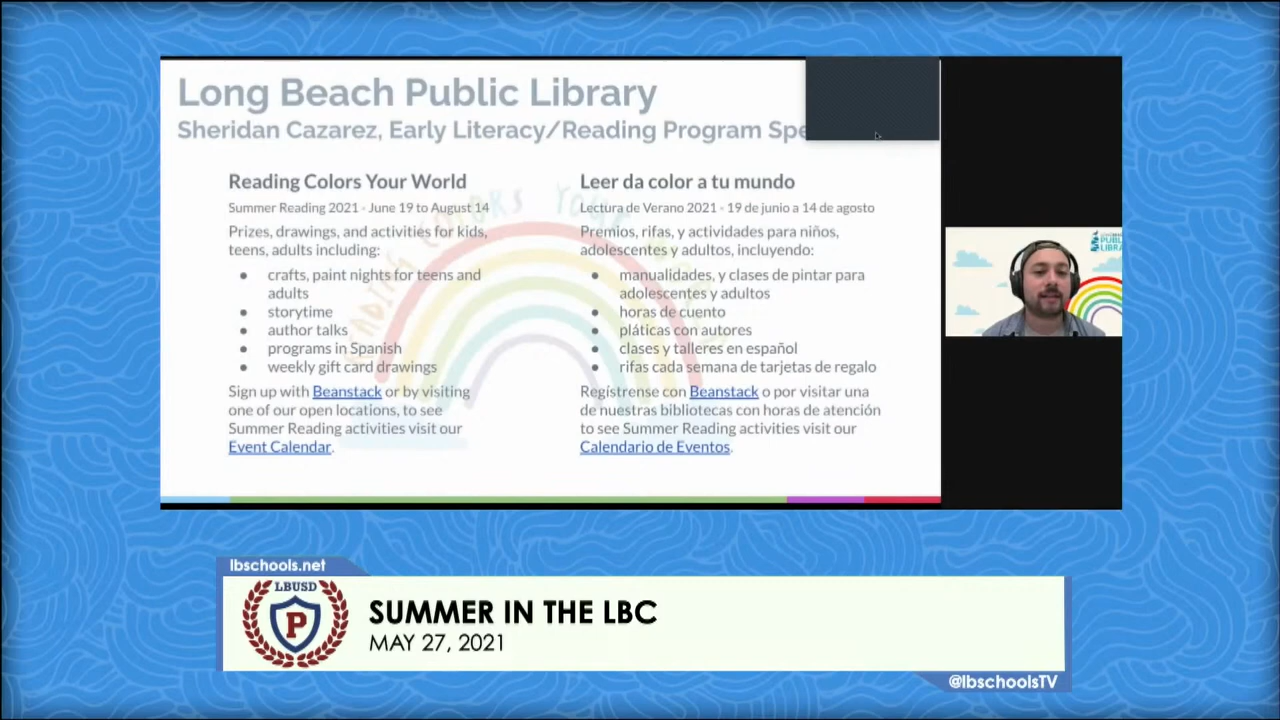 Long Beach Public Library
Sheridan Cazarez, Early Literacy/Reading Program
Reading Colors Your World
Summer Reading 2021 - June 19 to August 14
Prizes, drawings, and activities for kids,
teens, adults including:
● crafts, paint nights for teens and
adults
● storytime
● author talks
● programs in Spanish
● weekly gift card drawings
Sign up with Beanstack or by visiting
one of our open locations, to see
Summer Reading activities visit our
Event Calendar.
Leer da color a tu mundo
Lectura de Verano 2021 - 19 de junio a 14 de agosto
Premios, rifas, y actividades para niños,
adolescentes y adultos, incluyendo:
● manualidades, y clases de pintar para
adolescentes y adultos
● horas de cuento
● pláticas con autores
● clases y talleres en español
● rifas cada semana de tarjetas de regalo
Regístrense con Beanstack o por visitar una
de nuestras bibliotecas con horas de atención
to see Summer Reading activities visit our
Calendario de Eventos.
lbschools.net
LBUSD
P
SUMMER IN THE LBC
MAY 27, 2021
@lbschoolsTV